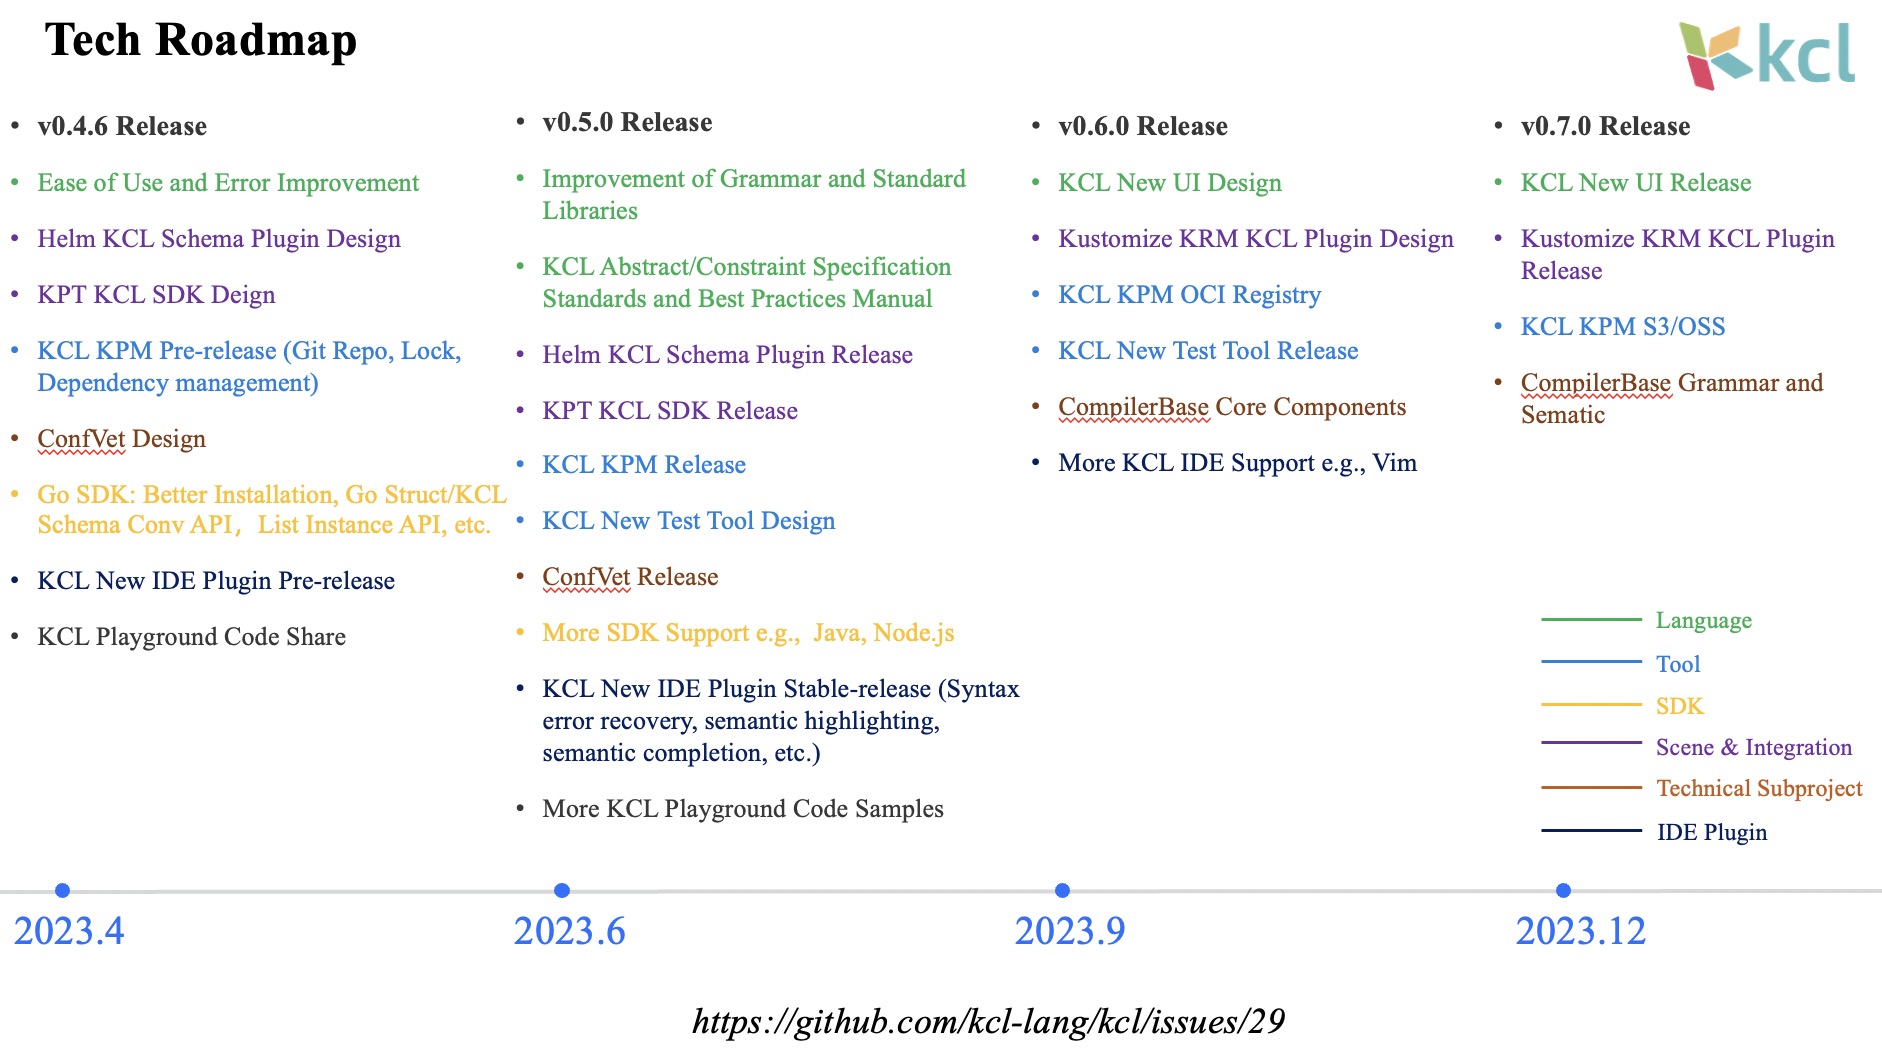 Tech Roadmap
kcl
• v0.4.6 Release
• Ease of Use and Error Improvement
• Helm KCL Schema Plugin Design
• KPT KCL SDK Deign
• KCL KPM Pre-release (Git Repo, Lock,
Dependency management)
• ConfVet Design
• Go SDK: Better Installation, Go Struct/KCL
Schema Conv API，List Instance API, etc.
• KCL New IDE Plugin Pre-release
• KCL Playground Code Share
• v0.5.0 Release
• Improvement of Grammar and Standard
Libraries
• KCL Abstract/Constraint Specification
Standards and Best Practices Manual
• Helm KCL Schema Plugin Release
• KPT KCL SDK Release
• KCL KPM Release
• KCL New Test Tool Design
• ConfVet Release
• More SDK Support e.g., Java, Node.js
• KCL New IDE Plugin Stable-release (Syntax
error recovery, semantic highlighting,
semantic completion, etc.)
• More KCL Playground Code Samples
• v0.6.0 Release
• KCL New UI Design
• Kustomize KRM KCL Plugin Design
• KCL KPM OCI Registry
• KCL New Test Tool Release
• CompilerBase Core Components
• More KCL IDE Support e.g., Vim
• v0.7.0 Release
• KCL New UI Release
• Kustomize KRM KCL Plugin
Release
• KCL KPM S3/OSS
• CompilerBase Grammar and
Sematic
Language
Tool
SDK
Scene & Integration
Technical Subproject
IDE Plugin
2023.4
2023.6
2023.9
2023.12
https://github.com/kcl-lang/kcl/issues/29